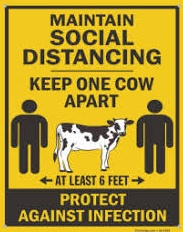 MAINTAIN
SOCIAL
DISTANCING
KEEP ONE COW
APART
AT LEAST 6 FEET
PROTECT
AGAINST INFECTION